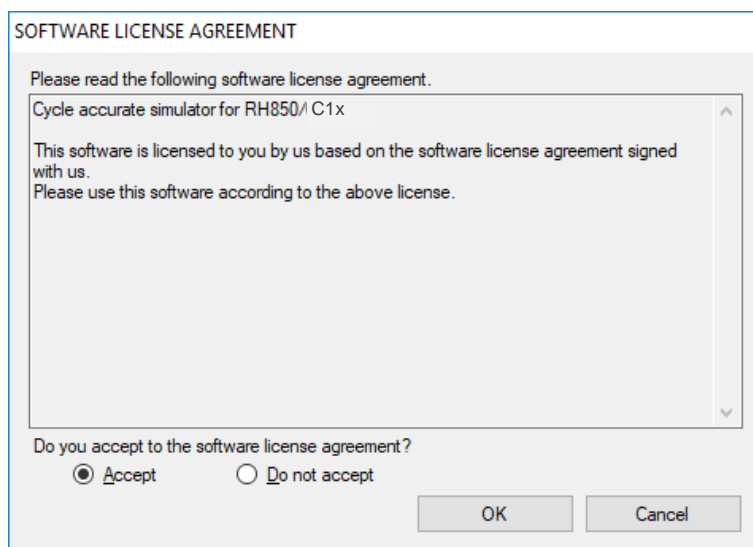 SOFTWARE LICENSE AGREEMENT
Please read the following software license agreement.
Cycle accurate simulator for RH850/ C1x
This software is licensed to you by us based on the software license agreement signed
with us.
Please use this software according to the above license.
Do you accept to the software license agreement?
Accept Do not accept
OK Cancel